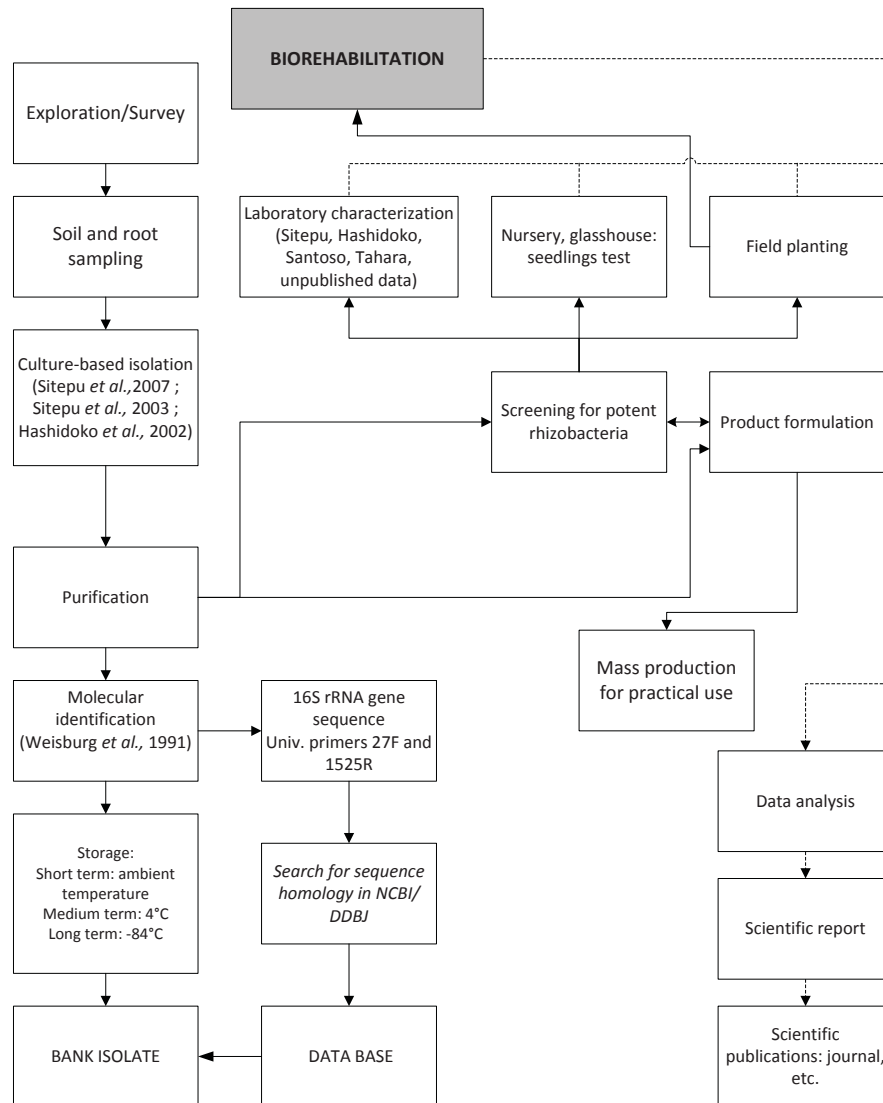 BIOREHABILITATION
Exploration/Survey
Soil and root
sampling
Laboratory characterization
(Sitepu, Hashidoko,
Santoso, Tahara,
unpublished data)
Nursery, glasshouse:
seedlings test
Field planting
Culture-based isolation
(Sitepu et al.,2007 ;
Sitepu et al., 2003 ;
Hashidoko et al., 2002)
Screening for potent
rhizobacteria
Product formulation
Purification
Mass production
for practical use
Molecular
identification
(Weisburg et al., 1991)
16S rRNA gene
sequence
Univ. primers 27F and
1525R
Data analysis
Storage:
Short term: ambient
temperature
Medium term: 4°C
Long term: -84°C
Search for sequence
homology in NCBI/
DDBJ
Scientific report
BANK ISOLATE
DATA BASE
Scientific
publications: journal,
etc.